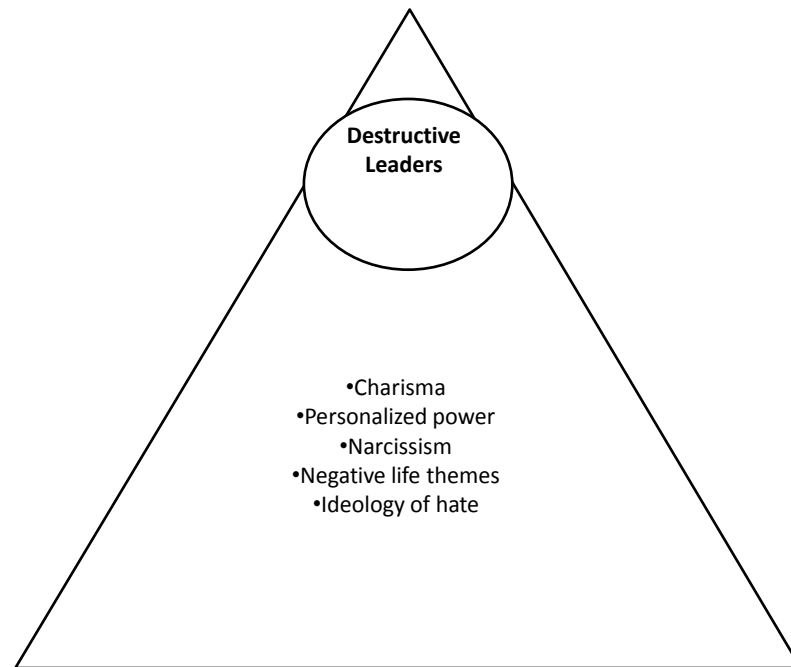 Destructive
Leaders
•Charisma
•Personalized power
•Narcissism
•Negative life themes
•Ideology of hate